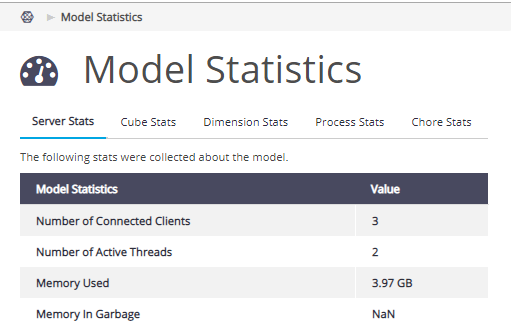 Model Statistics
Model Statistics
Server Stats Cube Stats Dimension Stats Process Stats Chore Stats
The following stats were collected about the model.
Model Statistics Value
Number of Connected Clients 3
Number of Active Threads 2
Memory Used 3.97 GB
Memory In Garbage NaN